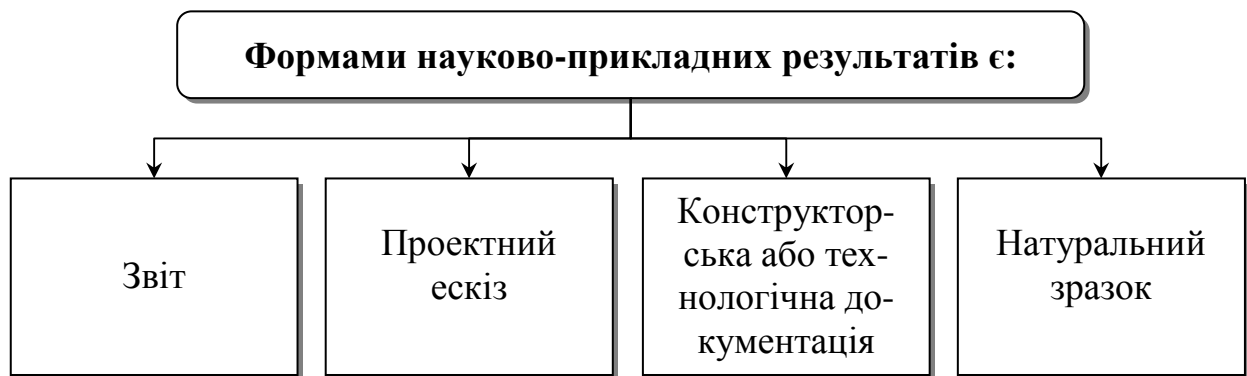 Формами науково-прикладних результатів є:
Звіт
Проектний
ескіз
Конструктор-
ська або тех-
нологічна до-
кументація
Натуральний
зразок